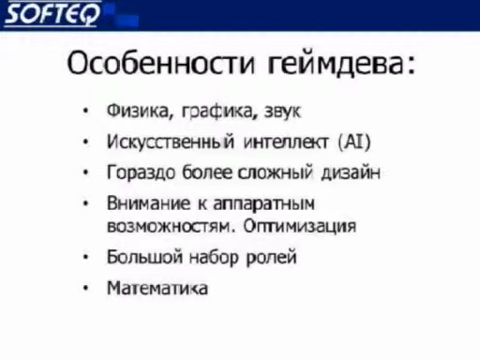 SOFTEQ
Особенности геймдева:
• Физика, графика, звук
• Искусственный интеллект (AI)
• Гораздо более сложный дизайн
• Внимание к аппаратным
возможностям. Оптимизация
• Большой набор ролей
• Математика